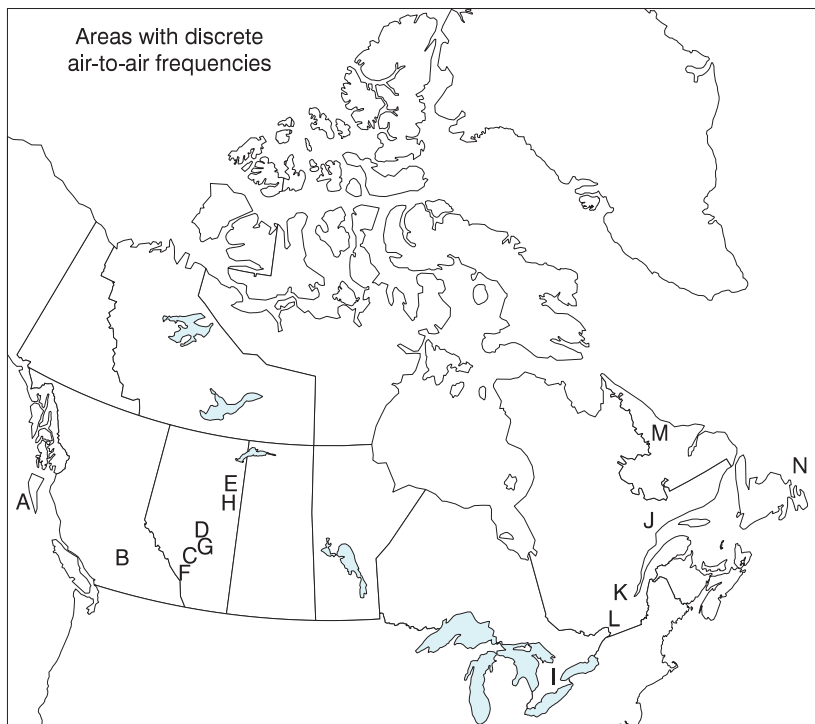 Areas with discrete
air-to-air frequencies
M
N
A
E
H
J
D
G
B
C
F
K
L
I